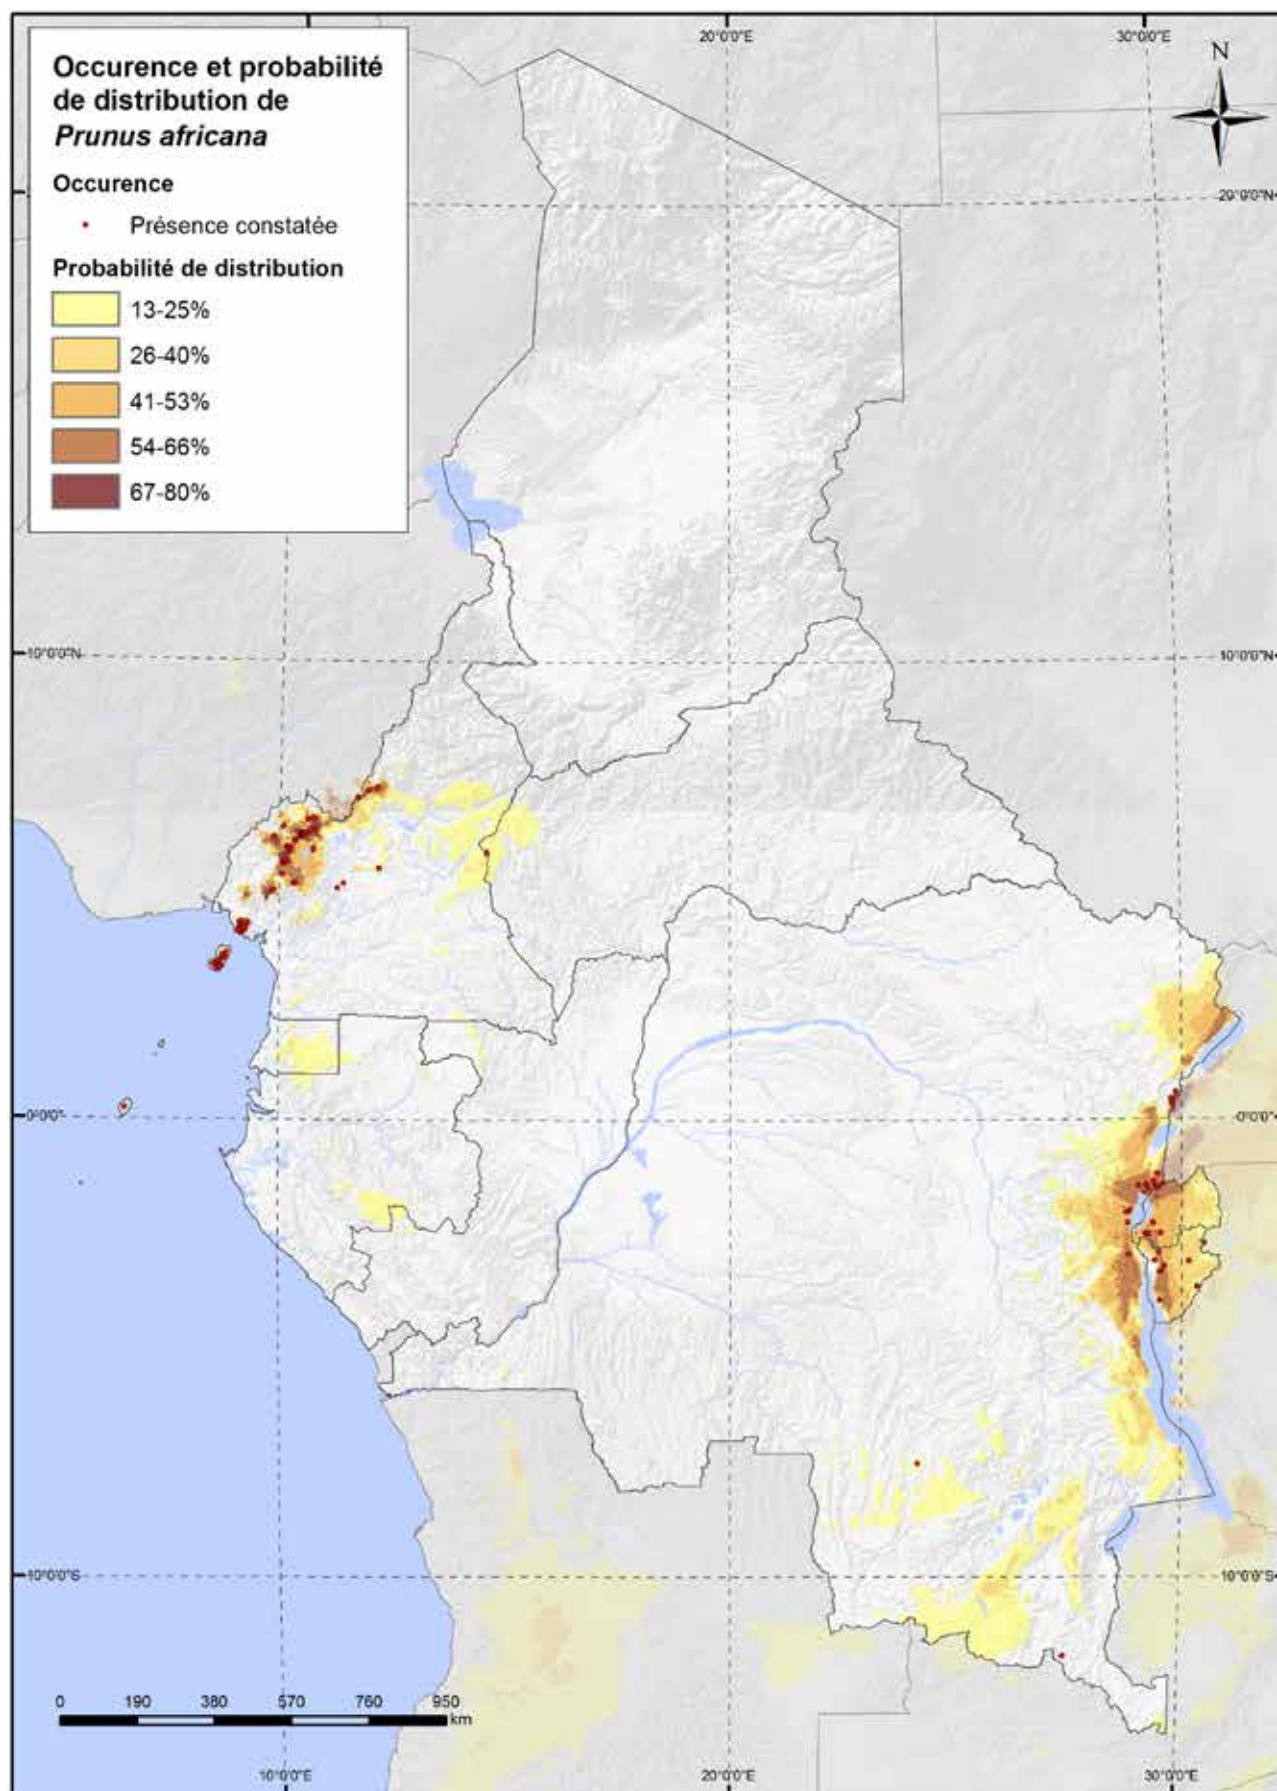 Occurence et probabilité
de distribution de
Prunus africana
Occurence
Présence constatée
Probabilité de distribution
13-25%
26-40%
41-53%
54-66%
67-80%
20°0'0"E
30°0'0"E
N
20°0'0"N
10°0'0"N
10°0'0"N
0°0'0"
0°0'0"
10°0'0"S
10°0'0"S
0 190 380 570 760 950
km
10°0'0"E
20°0'0"E
30°0'0"E